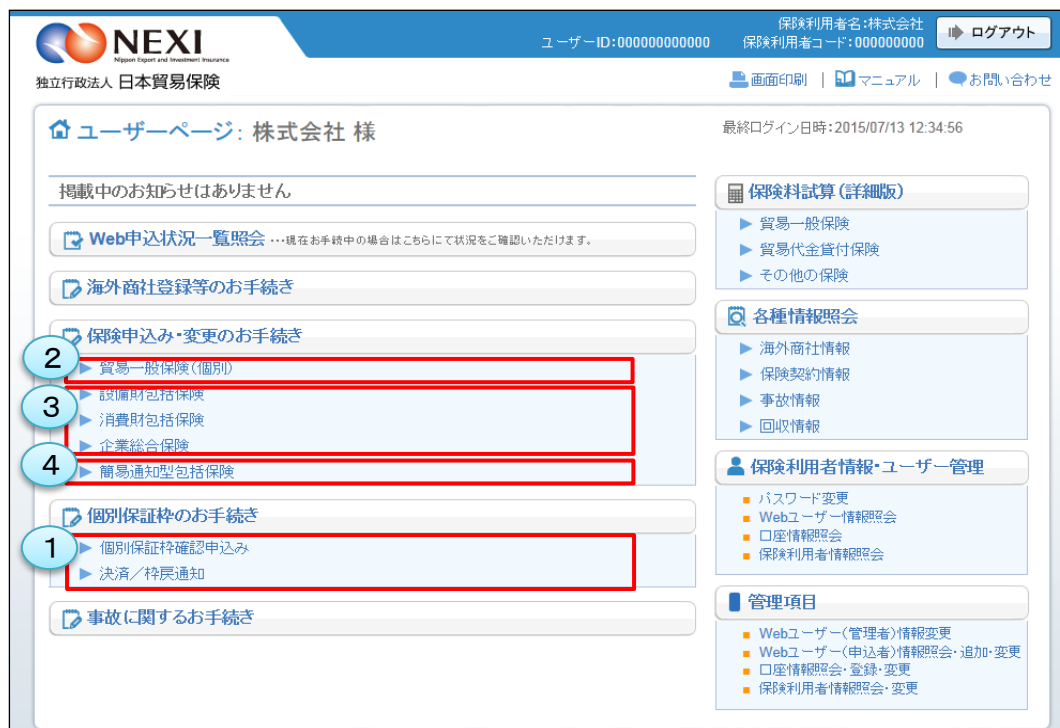 NEXI
Nippon Export and Investment Insurance
独立行政法人 日本貿易保険
ユーザーID:000000000000
保険利用者名:株式会社
保険利用者コード:000000000
ログアウト
画面印刷 | マニュアル | お問い合わせ
ユーザーページ: 株式会社 様
最終ログイン日時:2015/07/13 12:34:56
掲載中のお知らせはありません
Web申込状況一覧照会 …現在お手続中の場合はこちらにて状況をご確認いただけます。
海外商社登録等のお手続き
保険申込み・変更のお手続き
2
貿易一般保険(個別)
3
設備財包括保険
消費財包括保険
企業総合保険
4
簡易通知型包括保険
個別保証枠のお手続き
1
個別保証枠確認申込み
決済/枠戻通知
事故に関するお手続き
保険料試算(詳細版)
貿易一般保険
貿易代金貸付保険
その他の保険
各種情報照会
海外商社情報
保険契約情報
事故情報
回収情報
保険利用者情報・ユーザー管理
パスワード変更
Webユーザー情報照会
口座情報照会
保険利用者情報照会
管理項目
Webユーザー(管理者)情報変更
Webユーザー(申込者)情報照会・追加・変更
口座情報照会・登録・変更
保険利用者情報照会・変更